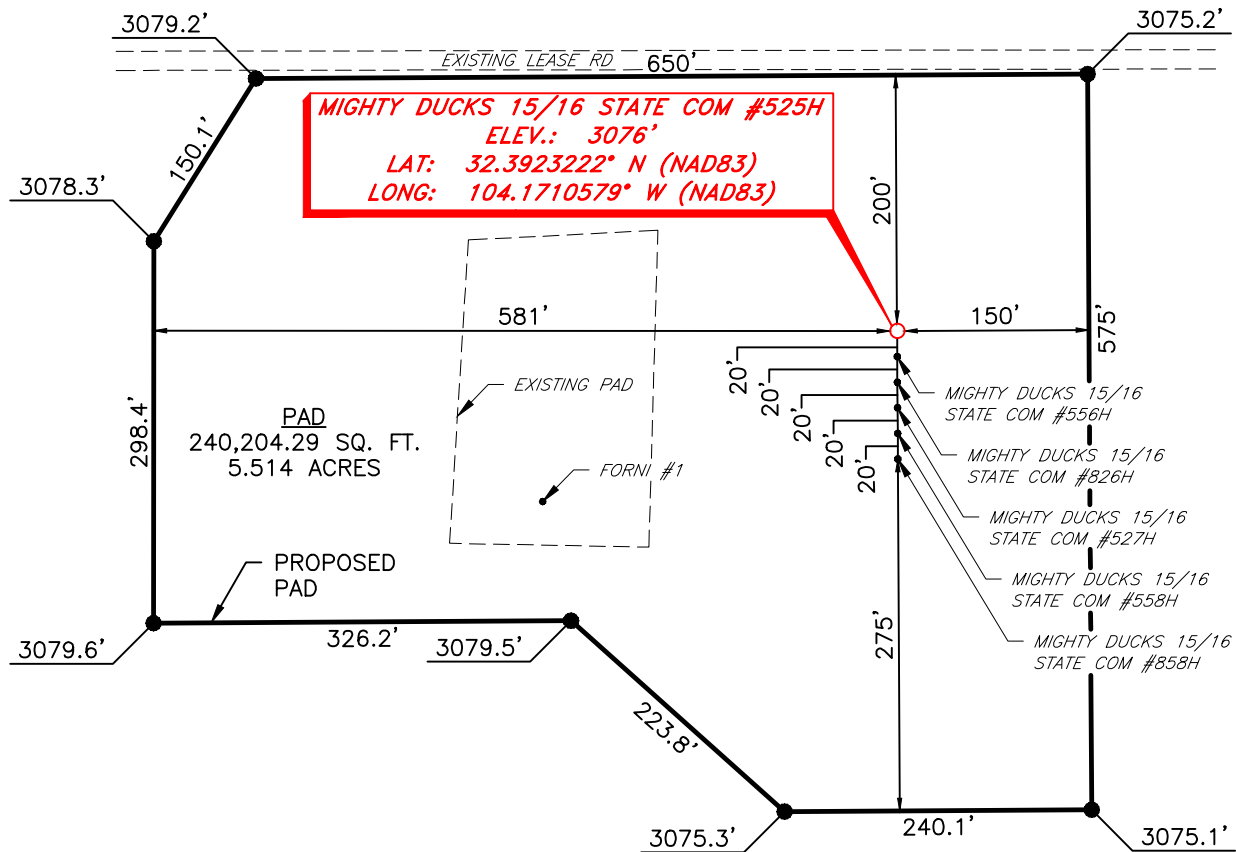 3079.2'
3075.2'
EXISTING LEASE RD
650'
MIGHTY DUCKS 15/16 STATE COM #525H
ELEV.: 3076'
LAT: 32.3923222° N (NAD83)
LONG: 104.1710579° W (NAD83)
150.1'
3078.3'
200'
581'
150'
575'
20'
20'
20'
20'
20'
EXISTING PAD
MIGHTY DUCKS 15/16
STATE COM #556H
PAD
240,204.29 SQ. FT.
5.514 ACRES
298.4'
FORNI #1
MIGHTY DUCKS 15/16
STATE COM #826H
MIGHTY DUCKS 15/16
STATE COM #527H
MIGHTY DUCKS 15/16
STATE COM #558H
MIGHTY DUCKS 15/16
STATE COM #858H
PROPOSED
PAD
275'
3079.6'
326.2'
3079.5'
223.8'
3075.3'
240.1'
3075.1'